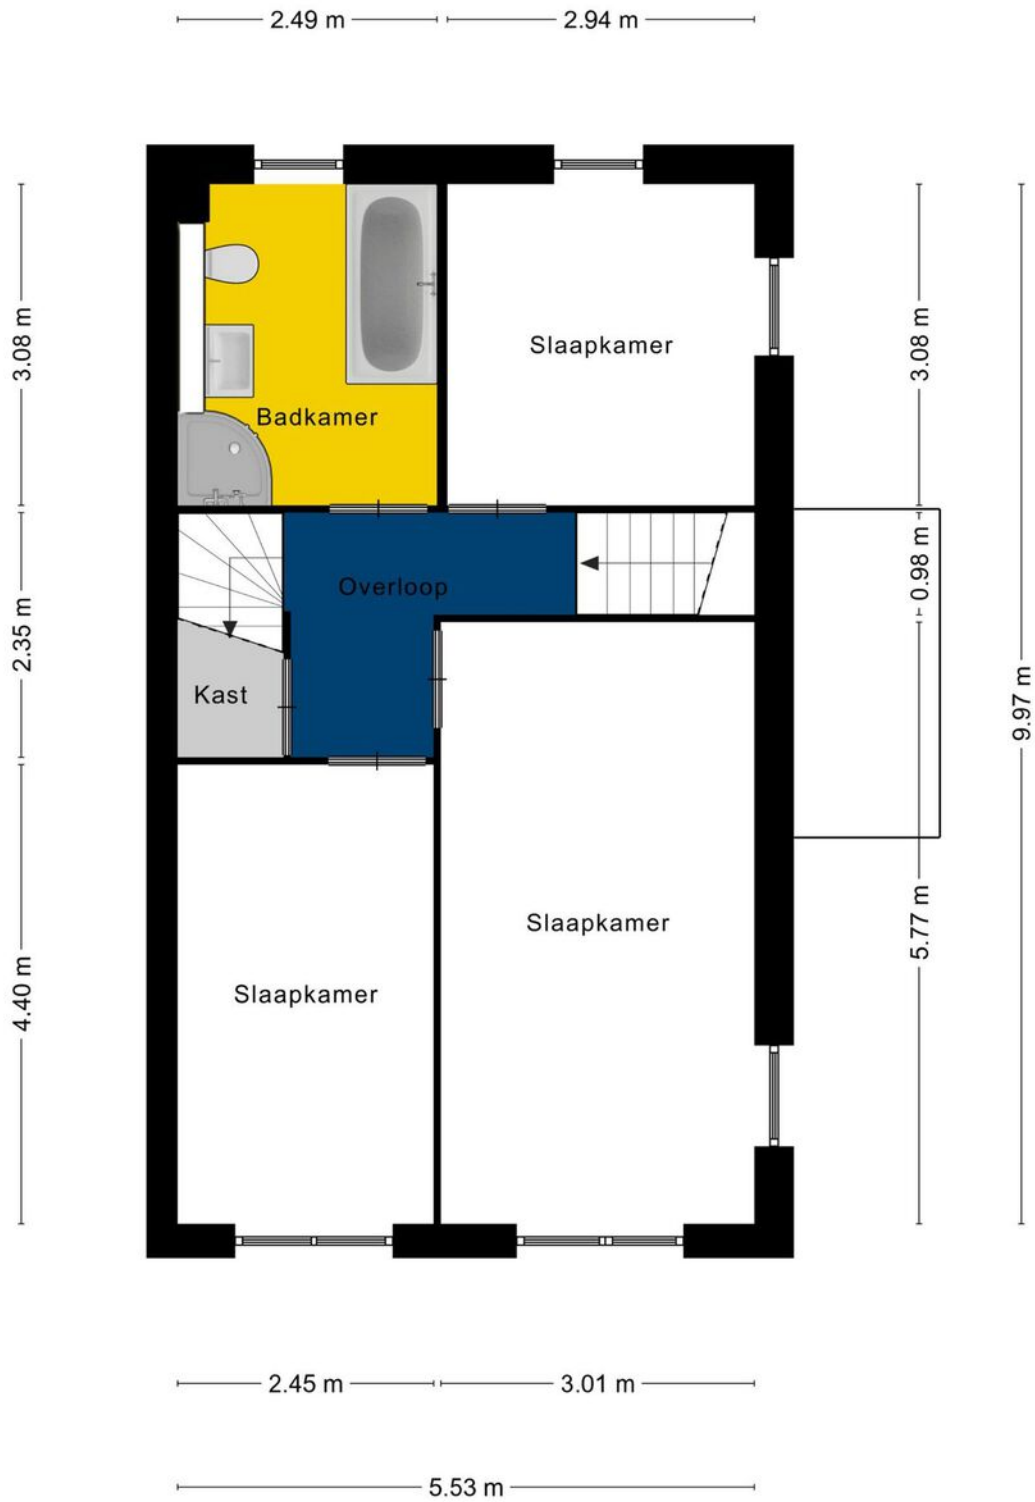 2.49 m
2.94 m
3.08 m
3.08 m
Slaapkamer
Badkamer
0.98 m
Overloop
2.35 m
Kast
9.97 m
5.77 m
Slaapkamer
4.40 m
Slaapkamer
2.45 m
3.01 m
5.53 m